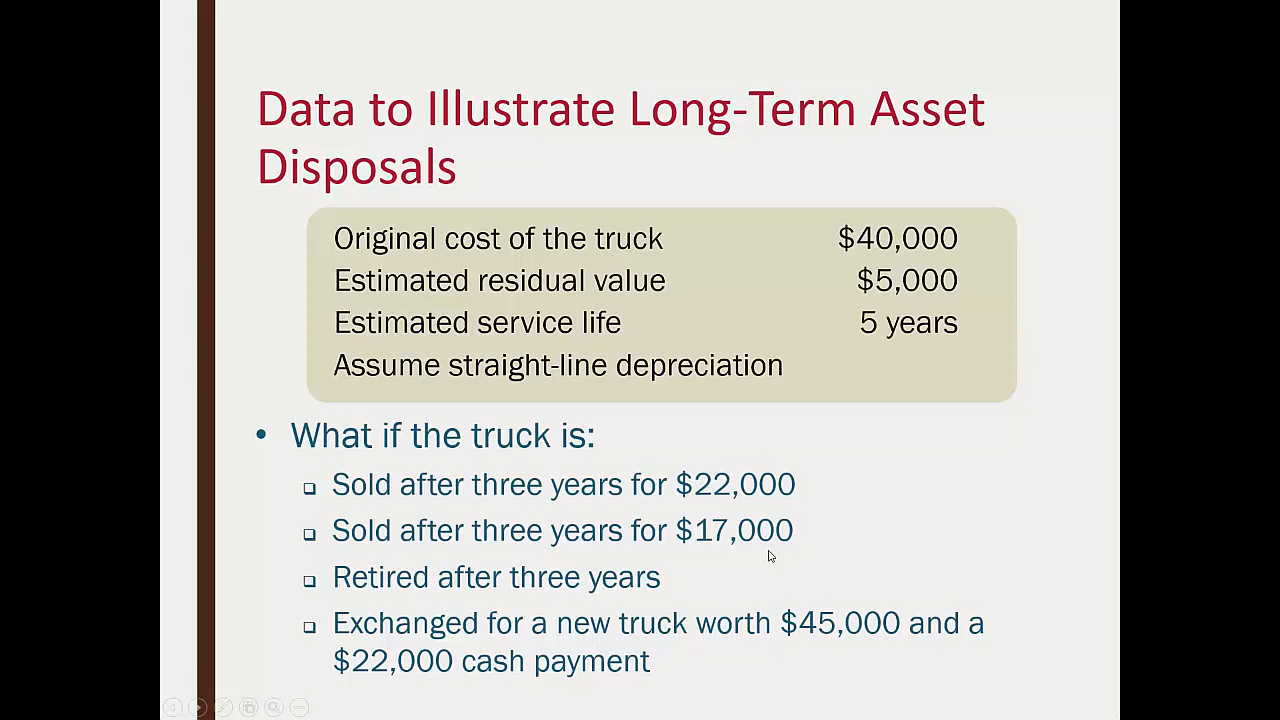 Data to Illustrate Long-Term Asset
Disposals
Original cost of the truck $40,000
Estimated residual value $5,000
Estimated service life 5 years
Assume straight-line depreciation
• What if the truck is:
❑ Sold after three years for $22,000
❑ Sold after three years for $17,000
❑ Retired after three years
❑ Exchanged for a new truck worth $45,000 and a
$22,000 cash payment